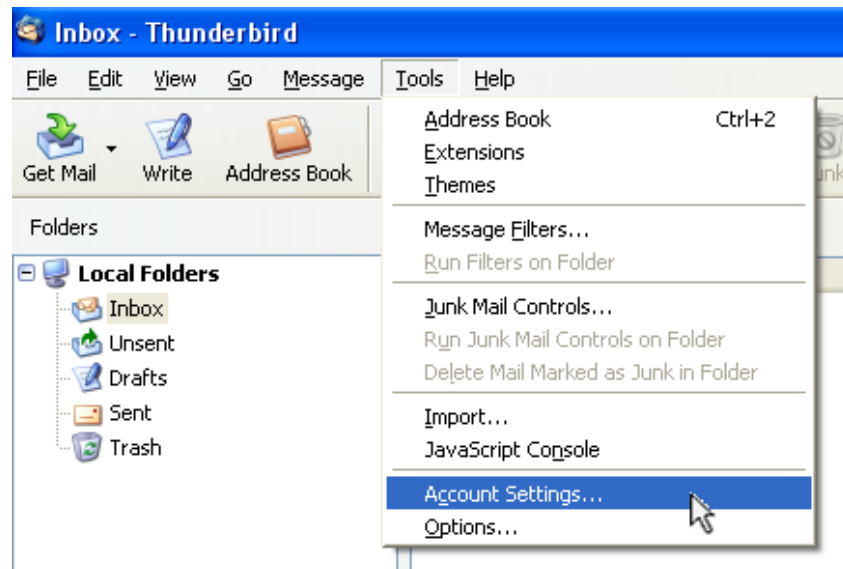 Inbox - Thunderbird
File Edit View Go Message Tools Help
Get Mail Write Address Book
Folders
Local Folders
Inbox
Unsent
Drafts
Sent
Trash
Address Book Ctrl+2
Extensions
Themes
Message Filters...
Run Filters on Folder
Junk Mail Controls...
Run Junk Mail Controls on Folder
Delete Mail Marked as Junk in Folder
Import...
JavaScript Console
Account Settings...
Options...